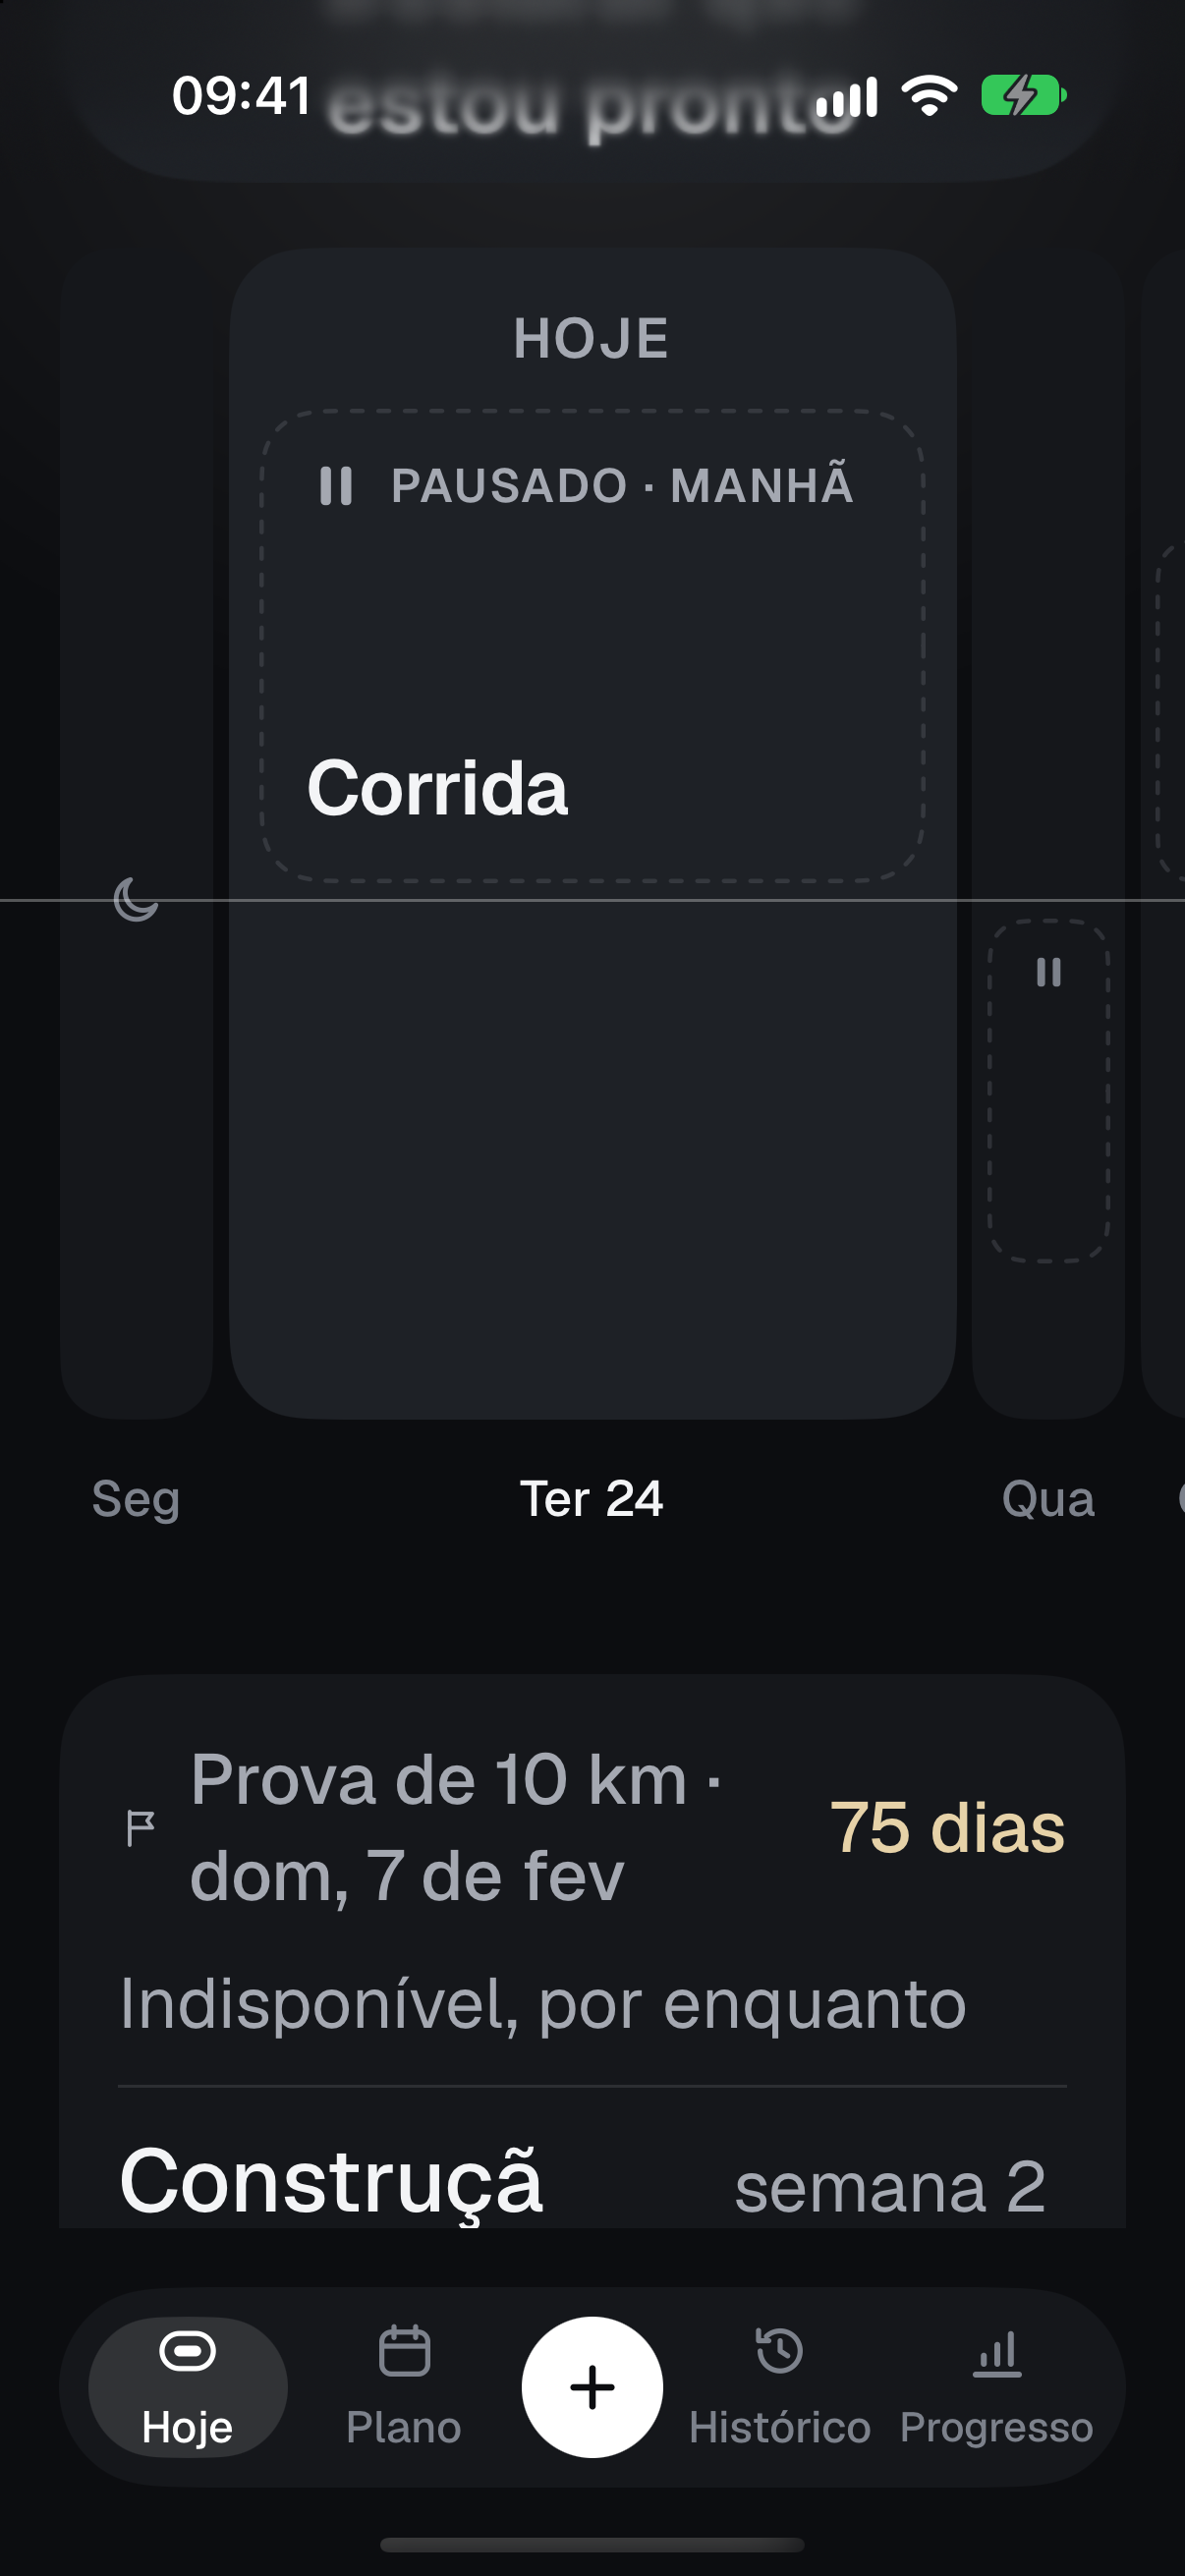 09:41
estou pronto
HOJE
PAUSADO · MANHÃ
Corrida
Seg
Ter 24
Qua
Prova de 10 km ·
dom, 7 de fev
75 dias
Indisponível, por enquanto
Construçã
semana 2
Hoje
Plano
Histórico
Progresso